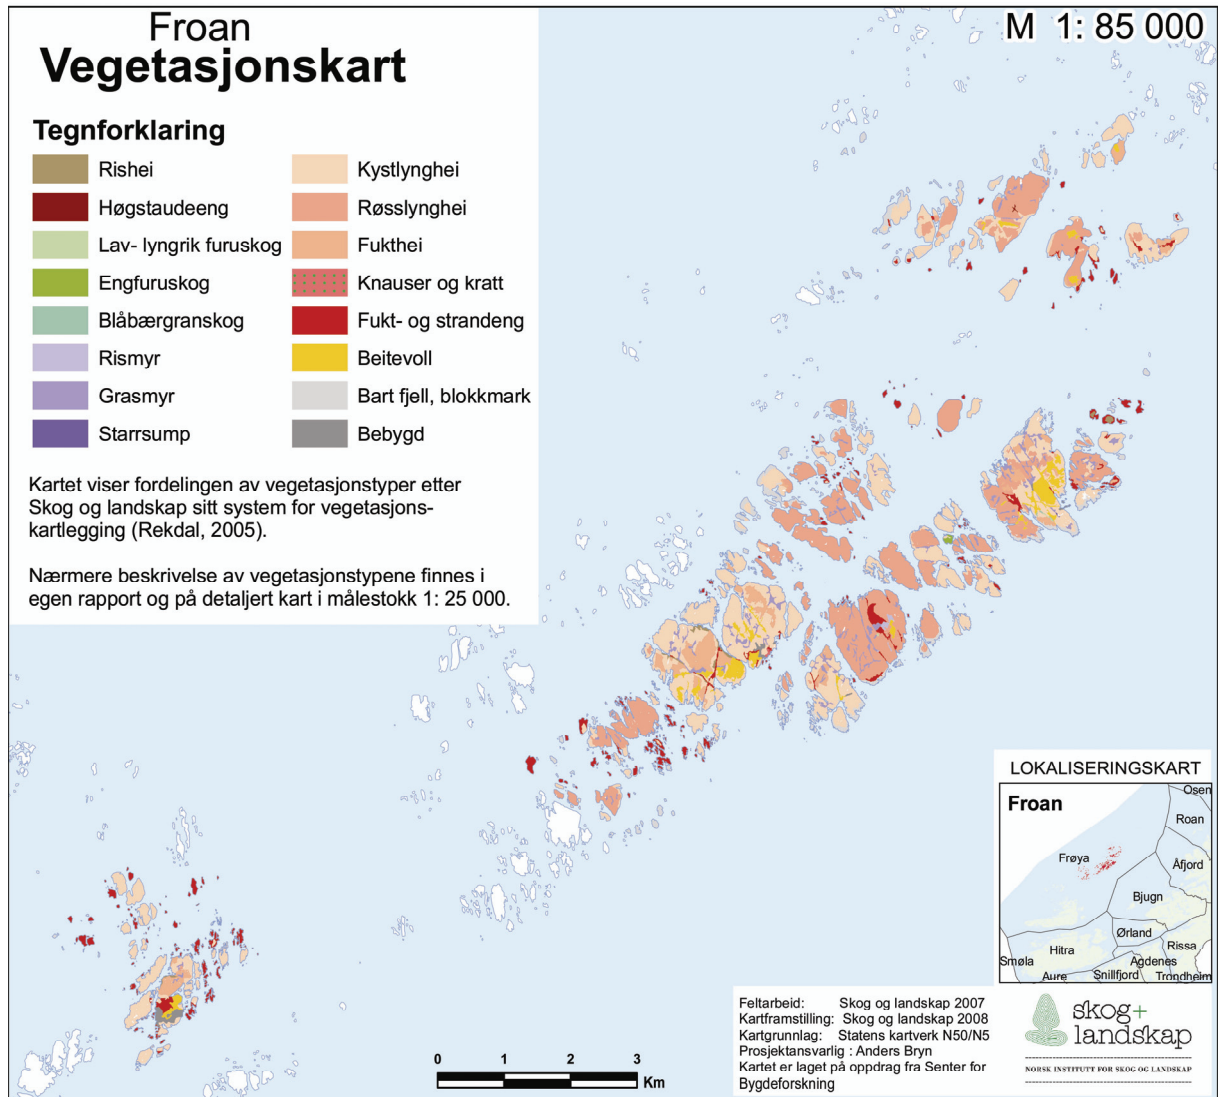 Froan
Vegetasjonskart
M 1: 85 000
Tegnforklaring
Rishei
Høgstaudeeng
Lav- lyngrik furuskog
Engfuruskog
Blåbærgranskog
Rismyr
Grasmyr
Starrsump
Kystlynghei
Røsslynghei
Fukthei
Knauser og kratt
Fukt- og strandeng
Beitevoll
Bart fjell, blokkmark
Bebygd
Kartet viser fordelingen av vegetasjonstyper etter
Skog og landskap sitt system for vegetasjons-
kartlegging (Rekdal, 2005).
Nærmere beskrivelse av vegetasjonstypene finnes i
egen rapport og på detaljert kart i målestokk 1: 25 000.
LOKALISERINGSKART
Froan
Osen
Roan
Frøya
Åfjord
Bjugn
Ørland
Rissa
Hitra
Smøla
Agdenes
Aure
Snillfjord
Trondheim
0 1 2 3
Km
Feltarbeid: Skog og landskap 2007
Kartframstilling: Skog og landskap 2008
Kartgrunnlag: Statens kartverk N50/N5
Prosjektansvarlig : Anders Bryn
Kartet er laget på oppdrag fra Senter for
Bygdeforskning
skog+
landskap
NORSK INSTITUTT FOR SKOG OG LANDSKAP